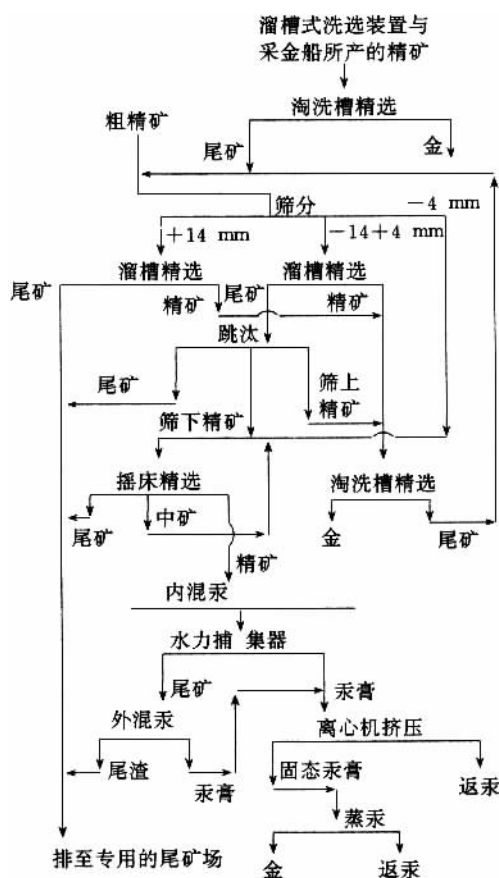 溜槽式洗选装置与
采金船所产的精矿
淘洗槽精选
粗精矿
尾矿
金
筛分
－4 mm
＋14 mm
－14＋4 mm
溜槽精选
溜槽精选
尾矿
精矿
尾矿
精矿
跳汰
尾矿
筛上
精矿
筛下精矿
摇床精选
淘洗槽精选
尾矿
中矿
金
尾矿
精矿
内混汞
水力捕 集器
尾矿
汞膏
外混汞
离心机挤压
尾渣
汞膏
固态汞膏
返汞
蒸汞
排至专用的尾矿场
金
返汞